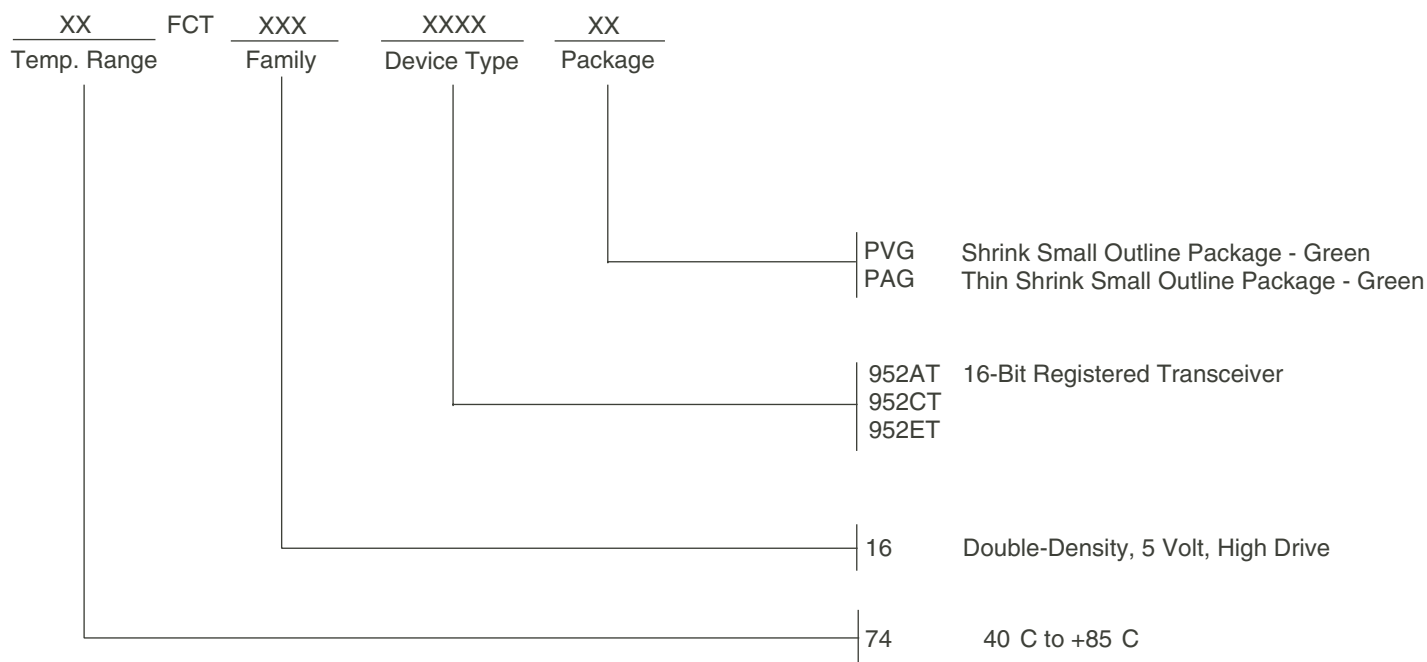 XX FCT XXX XXXX XX
Temp. Range Family Device Type Package
PVG Shrink Small Outline Package - Green
PAG Thin Shrink Small Outline Package - Green
952AT 16-Bit Registered Transceiver
952CT
952ET
16 Double-Density, 5 Volt, High Drive
74 40 C to +85 C